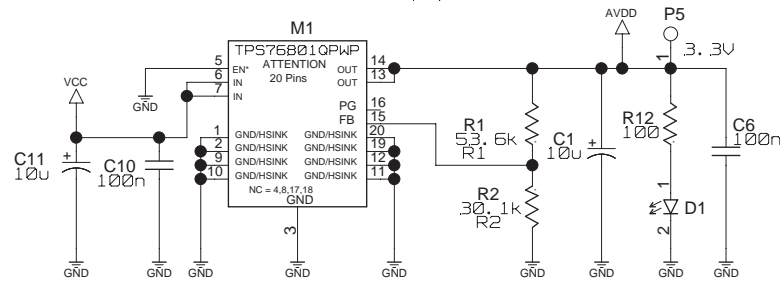 M1
AVDD
P5
TPS76801QPWP
3.3V
5
EN*
ATTENTION
OUT
14
1
VCC
6
IN
20 Pins
OUT
13
GND
7
IN
PG
16
FB
15
R1
53.6k
R1
R12
100
C6
100n
1
GND/HSINK
GND/HSINK
20
C1
10u
2
GND/HSINK
GND/HSINK
19
C11
10u
C10
100n
9
GND/HSINK
GND/HSINK
12
10
GND/HSINK
GND/HSINK
11
R2
30.1k
R2
1
D1
2
NC = 4,8,17,18
GND
3
GND
GND
GND
GND
GND
GND
GND
GND
GND